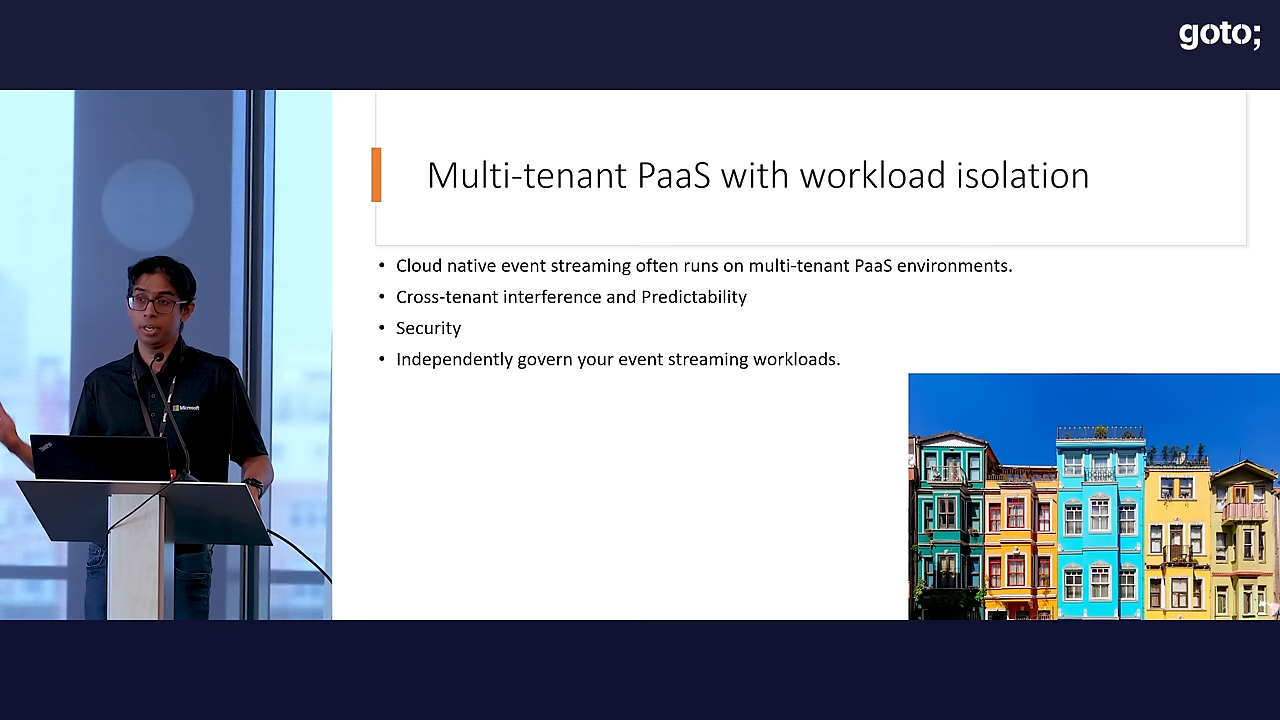 goto;
Multi-tenant PaaS with workload isolation
• Cloud native event streaming often runs on multi-tenant PaaS environments.
• Cross-tenant interference and Predictability
• Security
• Independently govern your event streaming workloads.
Microsoft